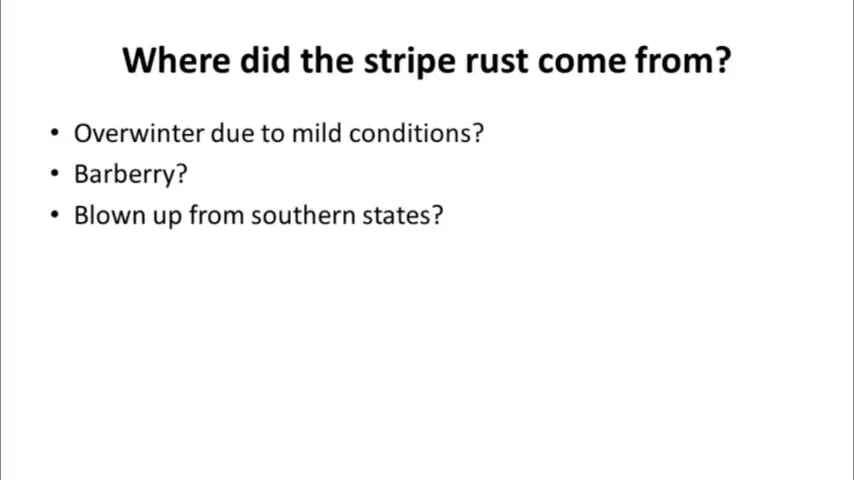 Where did the stripe rust come from?
• Overwinter due to mild conditions?
• Barberry?
• Blown up from southern states?